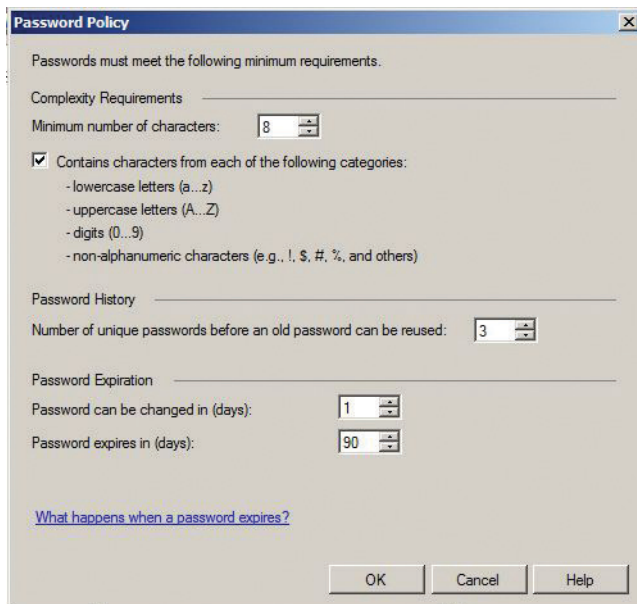 Password Policy
Passwords must meet the following minimum requirements.
Complexity Requirements
Minimum number of characters: 8
Contains characters from each of the following categories:
- lowercase letters (a...z)
- uppercase letters (A...Z)
- digits (0...9)
- non-alphanumeric characters (e.g., !, $, #, %, and others)
Password History
Number of unique passwords before an old password can be reused: 3
Password Expiration
Password can be changed in (days): 1
Password expires in (days): 90
What happens when a password expires?
OK Cancel Help